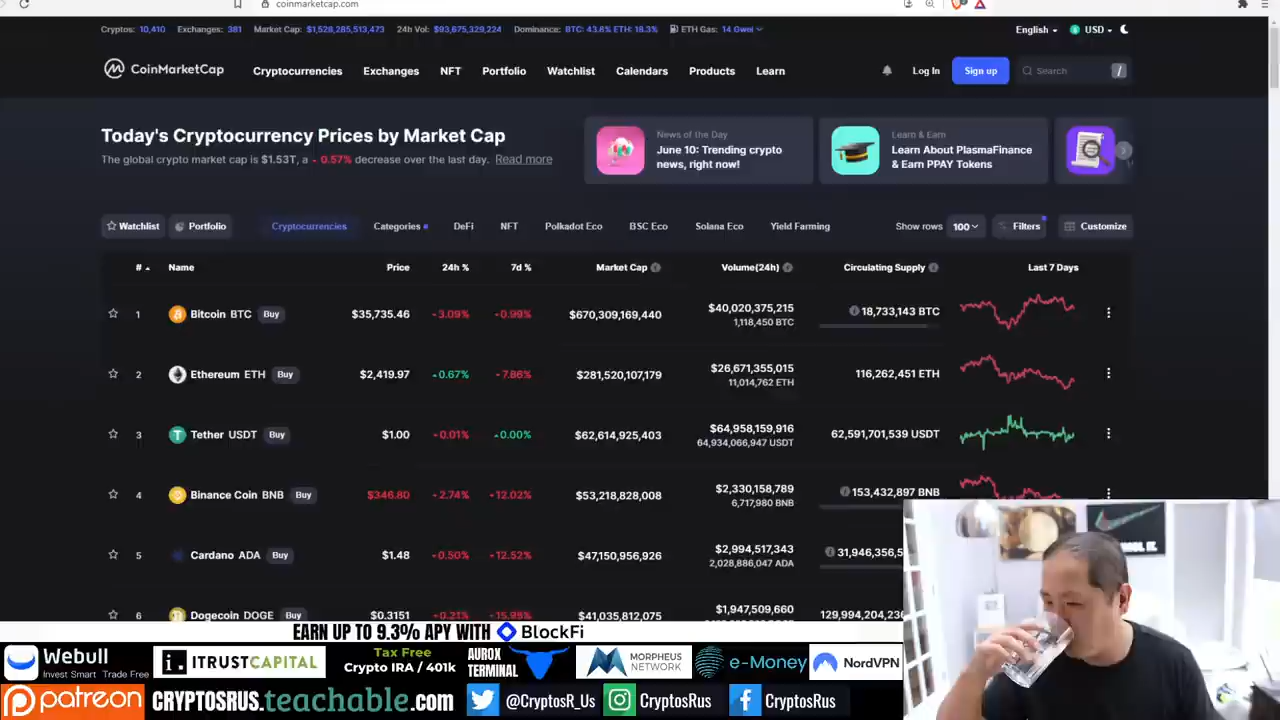 coinmarketcap.com
Cryptos: 10,410 Exchanges: 381 Market Cap: $1,528,285,513,473 24h Vol: $93,675,329,224 Dominance: BTC: 43.8% ETH: 18.3% ETH Gas: 14 Gwei
English USD
CoinMarketCap Cryptocurrencies Exchanges NFT Portfolio Watchlist Calendars Products Learn Log In Sign up Search /
Today's Cryptocurrency Prices by Market Cap
The global crypto market cap is $1.53T, a 0.57% decrease over the last day. Read more
News of the Day
June 10: Trending crypto
news, right now!
Learn & Earn
Learn About PlasmaFinance
& Earn PPAY Tokens
Watchlist Portfolio Cryptocurrencies Categories DeFi NFT Polkadot Eco BSC Eco Solana Eco Yield Farming Show rows 100 Filters Customize
# Name Price 24h % 7d % Market Cap Volume(24h) Circulating Supply Last 7 Days
1 Bitcoin BTC Buy $35,735.46 3.09% 0.99% $670,309,169,440 $40,020,375,215 18,733,143 BTC
1,118,450 BTC
2 Ethereum ETH Buy $2,419.97 0.67% 7.86% $281,520,107,179 $26,671,355,015 116,262,451 ETH
11,014,762 ETH
3 Tether USDT Buy $1.00 0.01% 0.00% $62,614,925,403 $64,958,159,916 62,591,701,539 USDT
64,934,066,947 USDT
4 Binance Coin BNB Buy $346.80 2.74% 12.02% $53,218,828,008 $2,330,158,789 153,432,897 BNB
6,717,980 BNB
5 Cardano ADA Buy $1.48 0.50% 12.52% $47,150,956,926 $2,994,517,343 31,946,356,5
2,028,886,047 ADA
6 Dogecoin DOGE Buy $0.3151 0.21% 15.98% $41,035,812,075 $1,947,509,660 129,994,204,23
EARN UP TO 9.3% APY WITH BlockFi
Webull
Invest Smart Trade Free
ITRUSTCAPITAL
Tax Free
Crypto IRA / 401k
AUROX
TERMINAL
MORPHEUS
NETWORK
e-Money
NordVPN
patreon CRYPTOSRUS.teachable.com @CryptosR_Us CryptosRus CryptosRus